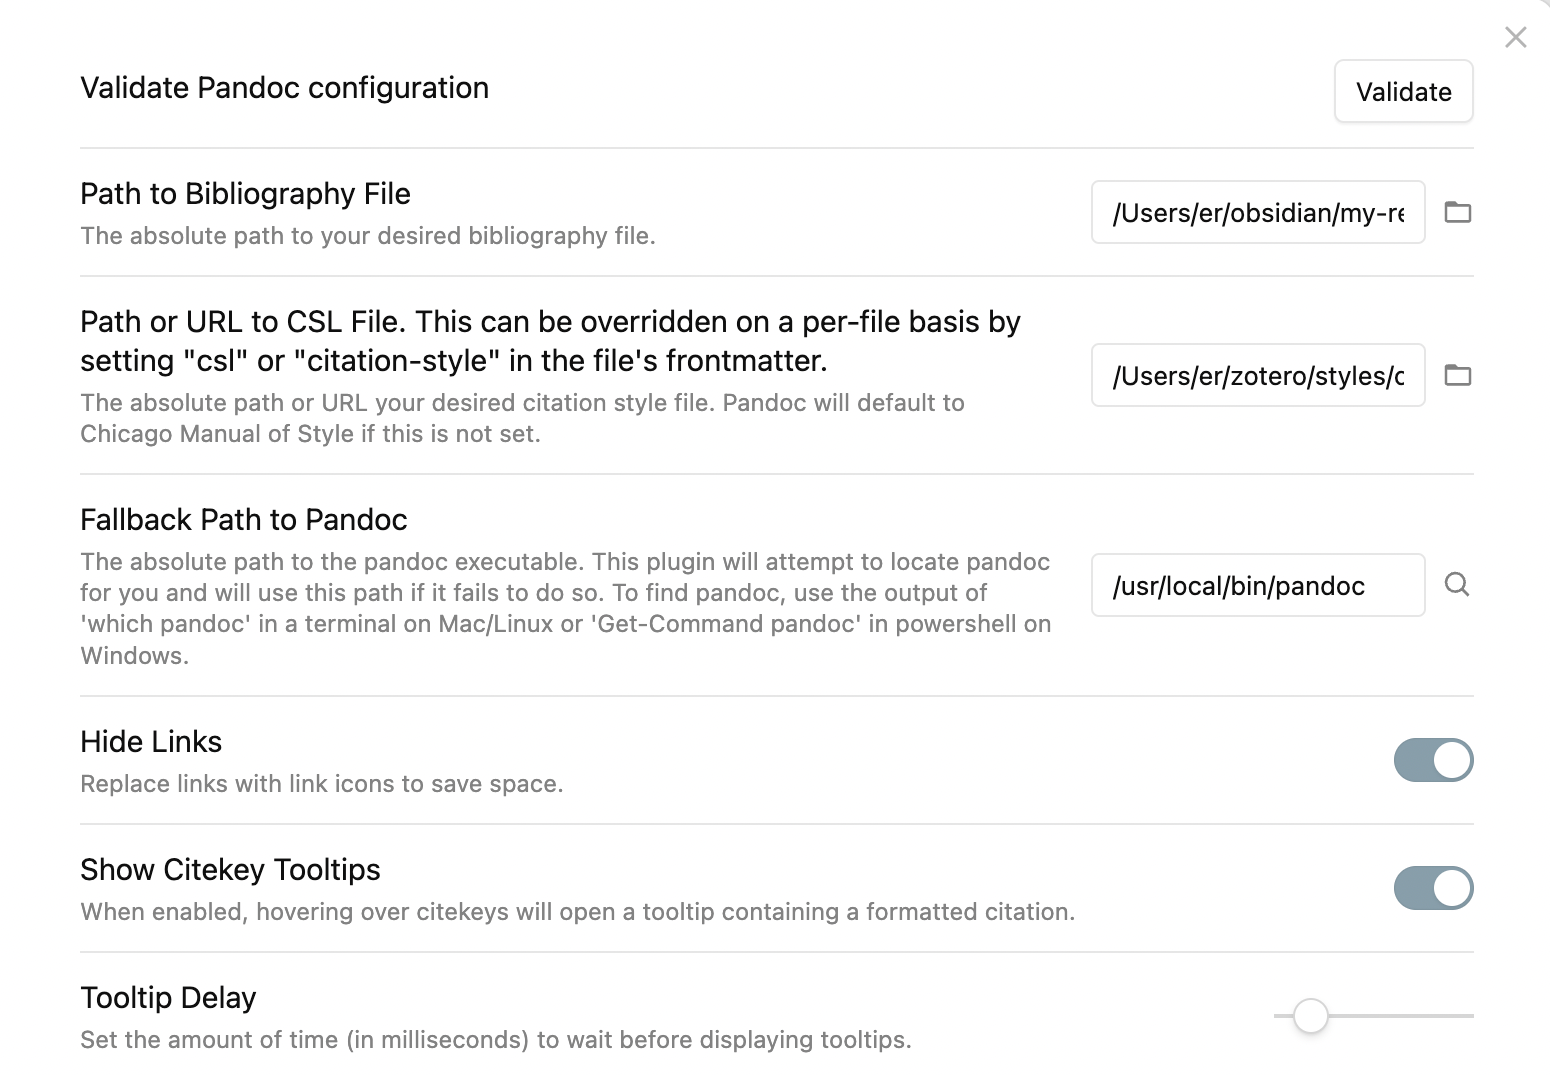 Validate Pandoc configuration
Validate
Path to Bibliography File
The absolute path to your desired bibliography file.
/Users/er/obsidian/my-re
Path or URL to CSL File. This can be overridden on a per-file basis by
setting "csl" or "citation-style" in the file's frontmatter.
The absolute path or URL your desired citation style file. Pandoc will default to
Chicago Manual of Style if this is not set.
/Users/er/zotero/styles/c
Fallback Path to Pandoc
The absolute path to the pandoc executable. This plugin will attempt to locate pandoc
for you and will use this path if it fails to do so. To find pandoc, use the output of
'which pandoc' in a terminal on Mac/Linux or 'Get-Command pandoc' in powershell on
Windows.
/usr/local/bin/pandoc
Hide Links
Replace links with link icons to save space.
Show Citekey Tooltips
When enabled, hovering over citekeys will open a tooltip containing a formatted citation.
Tooltip Delay
Set the amount of time (in milliseconds) to wait before displaying tooltips.